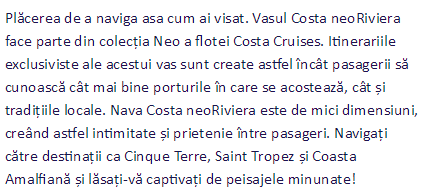 Plăcerea de a naviga asa cum ai visat. Vasul Costa neoRiviera
face parte din colecția Neo a flotei Costa Cruises. Itinerariile
exclusiviste ale acestui vas sunt create astfel încât pasagerii să
cunoască cât mai bine porturile în care se acostează, cât și
tradițiile locale. Nava Costa neoRiviera este de mici dimensiuni,
creând astfel intimitate și prietenie între pasageri. Navigați
către destinații ca Cinque Terre, Saint Tropez și Coasta
Amalfiană și lăsați-vă captivați de peisajele minunate!